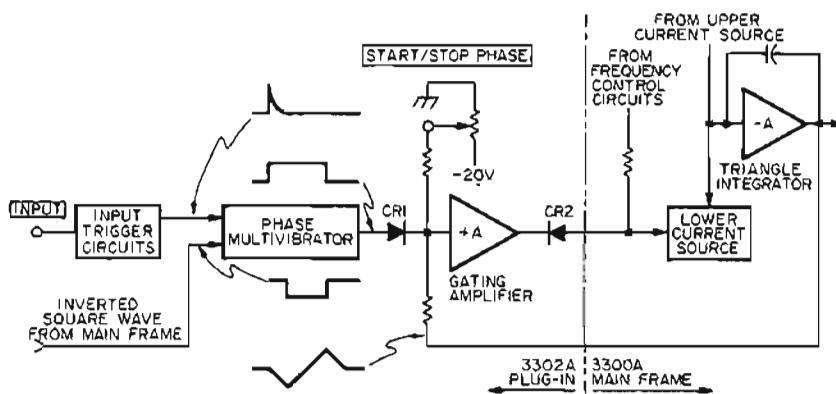 FROM UPPER
CURRENT SOURCE
START/STOP PHASE
FROM
FREQUENCY
CONTROL
CIRCUITS
-20V
-A
TRIANGLE
INTEGRATOR
INPUT
INPUT
TRIGGER
CIRCUITS
PHASE
MULTIVIBRATOR
CR1
+A
CR2
LOWER
CURRENT
SOURCE
GATING
AMPLIFIER
INVERTED
SQUARE WAVE
FROM MAIN FRAME
3302A
PLUG-IN
3300A
MAIN FRAME